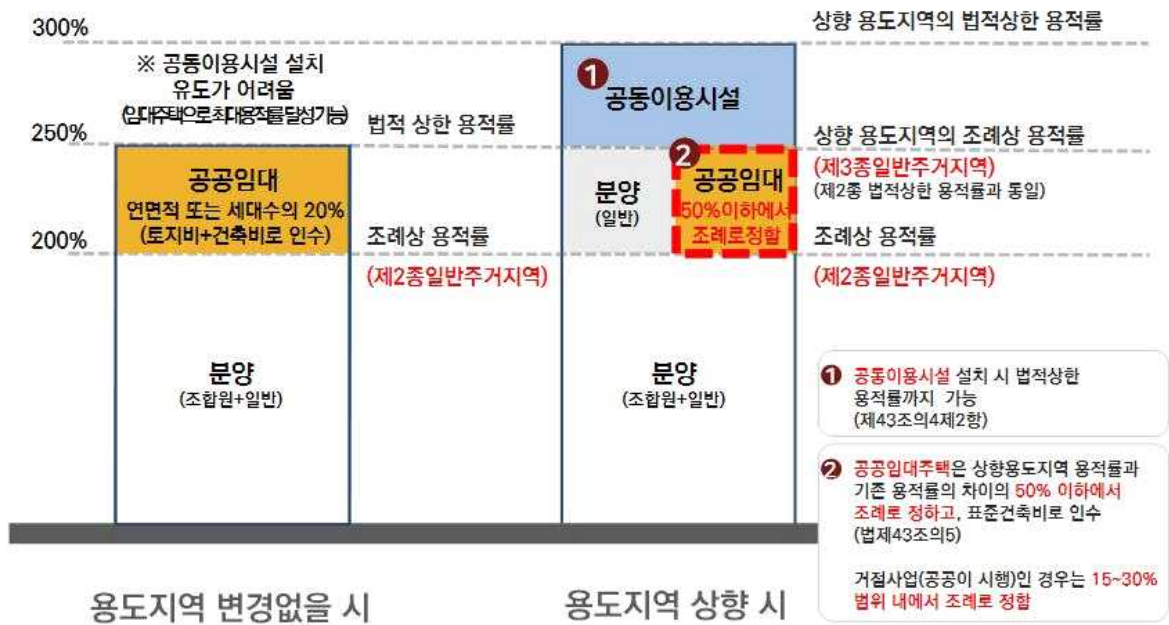 300%
※ 공동이용시설 설치
유도가 어려움
(임대주택으로 최대용적률 달성가능)
250%
법적 상한 용적률
공공임대
연면적 또는 세대수의 20%
(토지비+건축비로 인수)
200%
조례상 용적률
(제2종일반주거지역)
분양
(조합원+일반)
용도지역 변경없을 시
상향 용도지역의 법적상한 용적률
1
공동이용시설
상향 용도지역의 조례상 용적률
(제3종일반주거지역)
(제2종 법적상한 용적률과 동일)
분양
(일반)
2
공공임대
50%이하에서
조례로정함
조례상 용적률
(제2종일반주거지역)
분양
(조합원+일반)
용도지역 상향 시
1 공동이용시설 설치 시 법적상한
용적률까지 가능
(제43조의4제2항)
2 공공임대주택은 상향용도지역 용적률과
기존 용적률의 차이의 50% 이하에서
조례로 정하고, 표준건축비로 인수
(법제43조의5)
거점사업(공공이 시행)인 경우는 15~30%
범위 내에서 조례로 정함